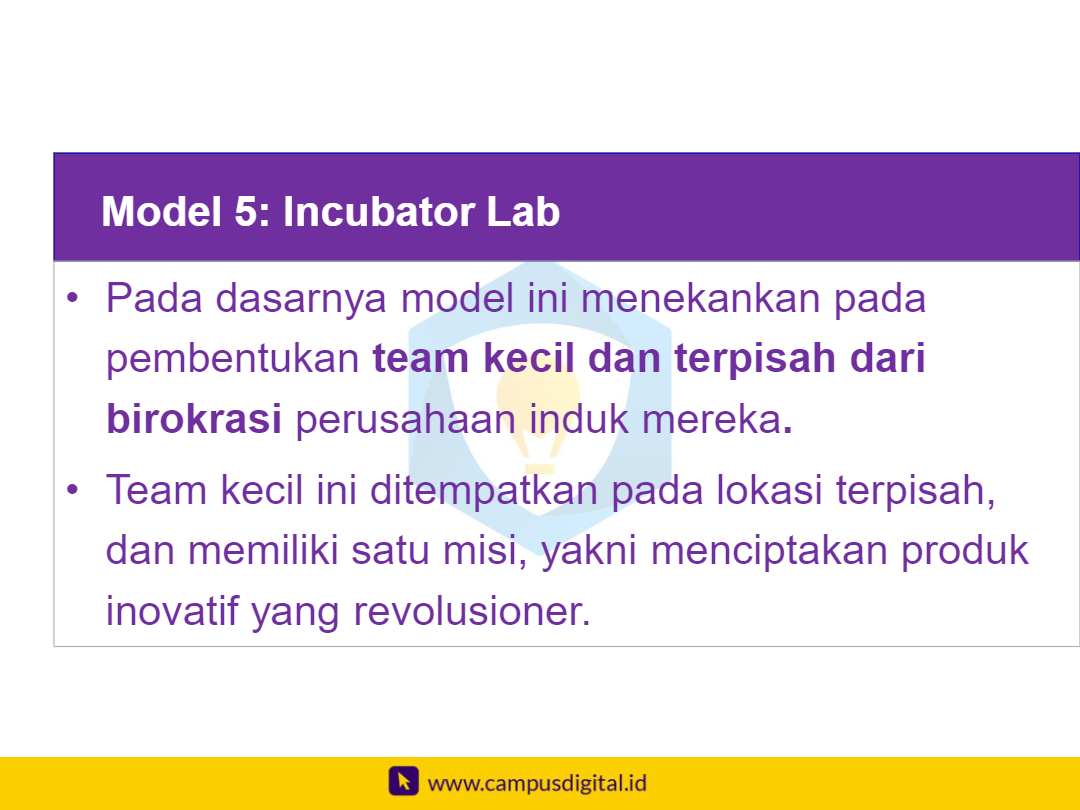 Model 5: Incubator Lab
• Pada dasarnya model ini menekankan pada
pembentukan team kecil dan terpisah dari
birokrasi perusahaan induk mereka.
• Team kecil ini ditempatkan pada lokasi terpisah,
dan memiliki satu misi, yakni menciptakan produk
inovatif yang revolusioner.
www.campusdigital.id